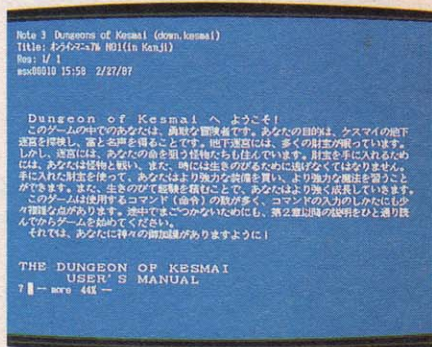 Note 3 Dungeons of Kesmai (down.kesmai)
Title: オンラインマニュアル NO1(in Kanji)
Res: 1/ 1
msx00010 15:58 2/27/87
Dungeon of Kesmai へ ようこそ!
このゲームの中でのあなたは、勇敢な冒険者です。あなたの目的は、ケスマイの地下
迷宮を探検し、富と名声を得ることです。地下迷宮には、多くの財宝が眠っています。
しかし、迷宮には、あなたの命を狙う怪物たちも住んでいます。財宝を手に入れるため
には、あなたは怪物と戦い、また、時には生きのびるために逃げなくてはなりません。
手に入れた財宝を使って、あなたはより強力な装備を買い、より強力な魔法を習うこと
ができます。また、生きのびて経験を積むことで、あなたはより強く成長していきます。
このゲームは使用するコマンド(命令)の数が多く、コマンドの入力のしかたにも少
々複雑な点があります。途中でまごつかないためにも、第2章以降の説明をひと通り読
んでからゲームを始めてください。
それでは、あなたに神々の御加護がありますように!
THE DUNGEON OF KESMAI
USER'S MANUAL
? -- more 44% --